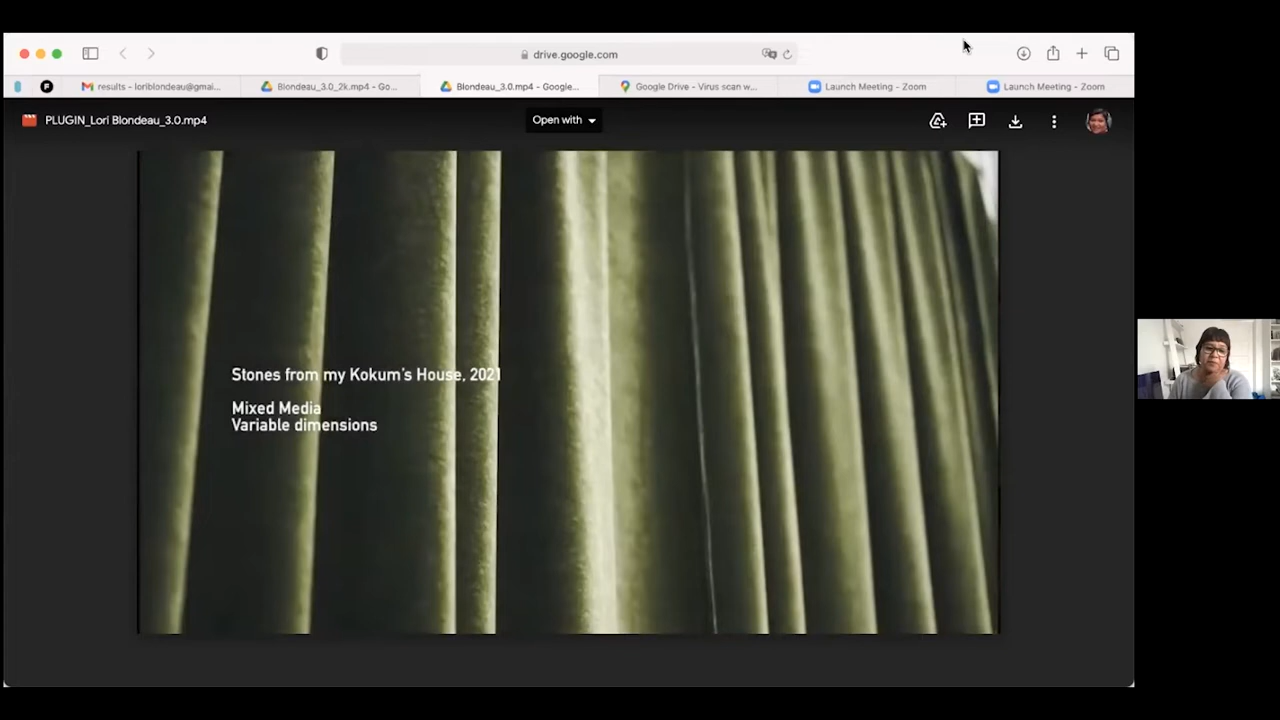 drive.google.com
results - loriblondeau@gmai...
Blondeau_3.0_2k.mp4 - Go...
Blondeau_3.0.mp4 - Google...
Google Drive - Virus scan w...
Launch Meeting - Zoom
Launch Meeting - Zoom
PLUGIN_Lori Blondeau_3.0.mp4
Open with
Stones from my Kokum's House, 2021
Mixed Media
Variable dimensions